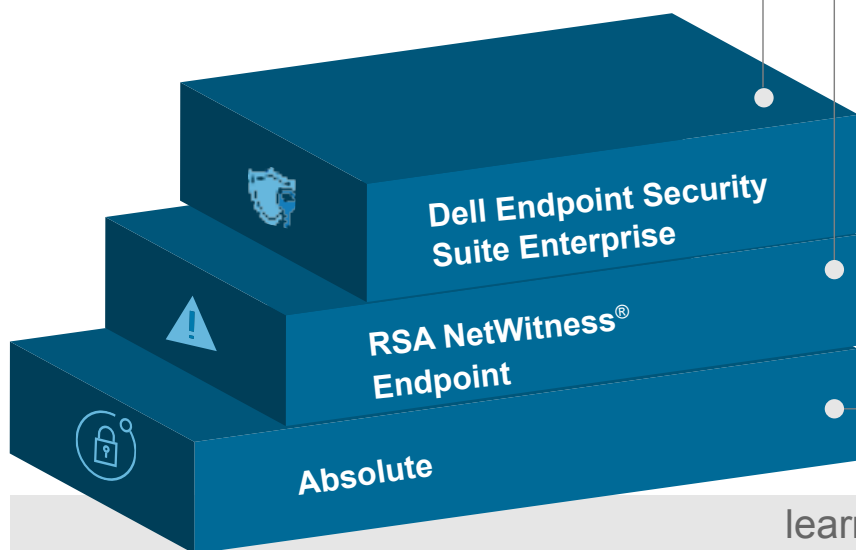 Dell Endpoint Security
Suite Enterprise
RSA NetWitness®
Endpoint
Absolute